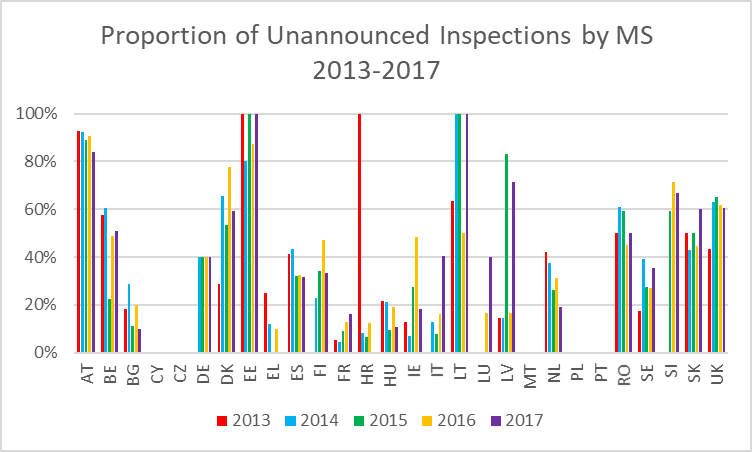 Proportion of Unannounced Inspections by MS
2013-2017
100%
80%
60%
40%
20%
0%
AT BE BG CY CZ DE DK EE EL ES FI FR HR HU IE IT LT LU LV MT NL PL PT RO SE SI SK UK
2013 2014 2015 2016 2017